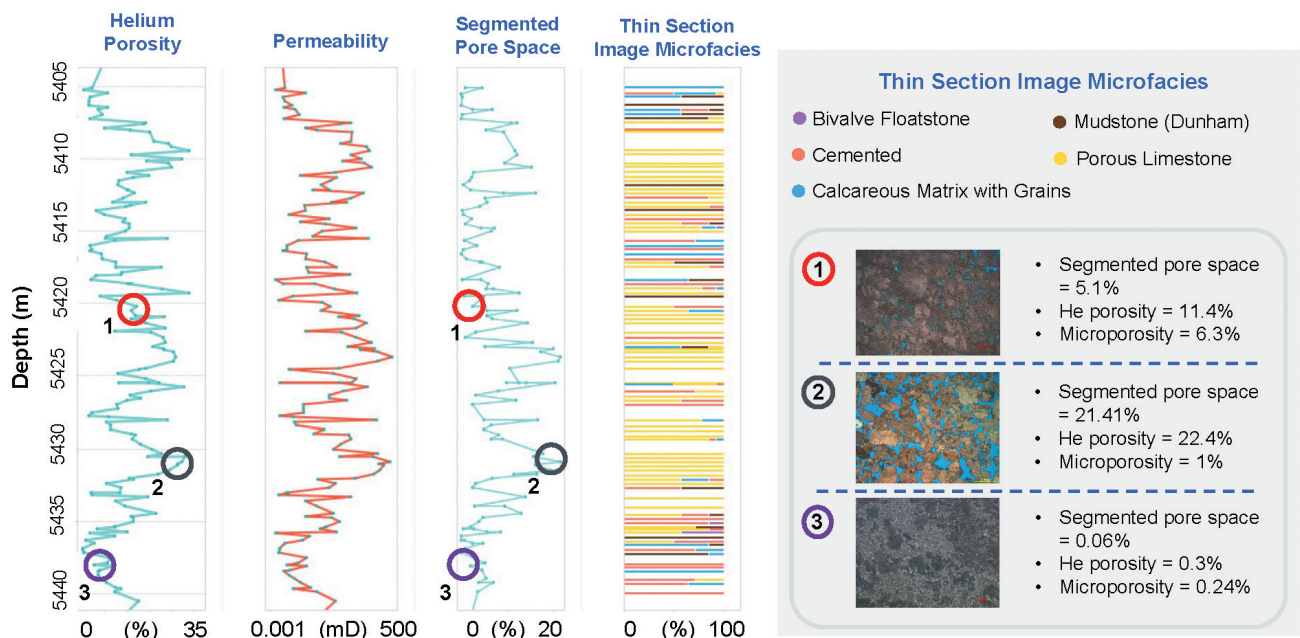 Helium
Porosity
Permeability
Segmented
Pore Space
Thin Section
Image Microfacies
Depth (m)
5405
5410
5415
5420
5425
5430
5435
5440
1
2
3
1
2
3
0 (%) 35
0.001 (mD) 500
0 (%) 20
0 (%) 100
Thin Section Image Microfacies
Bivalve Floatstone
Mudstone (Dunham)
Cemented
Porous Limestone
Calcareous Matrix with Grains
1
• Segmented pore space
= 5.1%
• He porosity = 11.4%
• Microporosity = 6.3%
2
• Segmented pore space
= 21.41%
• He porosity = 22.4%
• Microporosity = 1%
3
• Segmented pore space
= 0.06%
• He porosity = 0.3%
• Microporosity = 0.24%